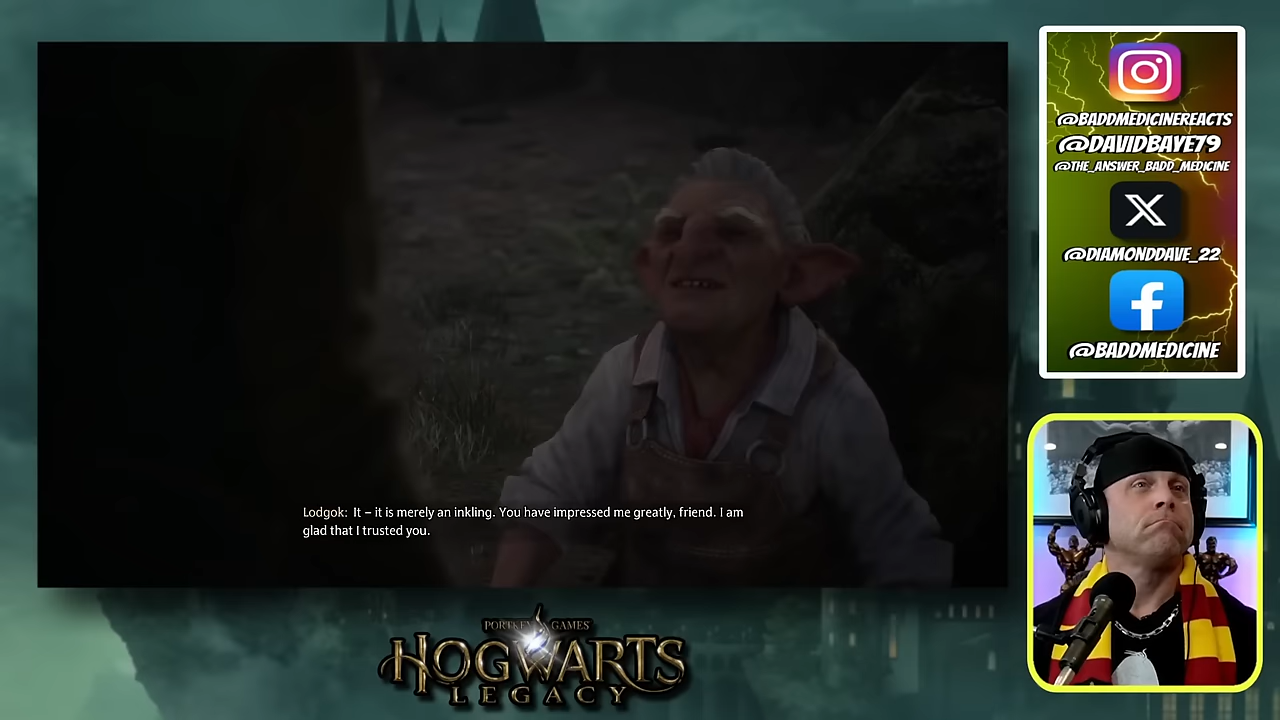 @BADDMEDICINEREACTS
@DAVIDBAYE79
@THE_ANSWER_BADD_MEDICINE
@DIAMONDDAVE_22
@BADDMEDICINE
Lodgok: It – it is merely an inkling. You have impressed me greatly, friend. I am
glad that I trusted you.
PORTKEY GAMES
HOGWARTS
LEGACY